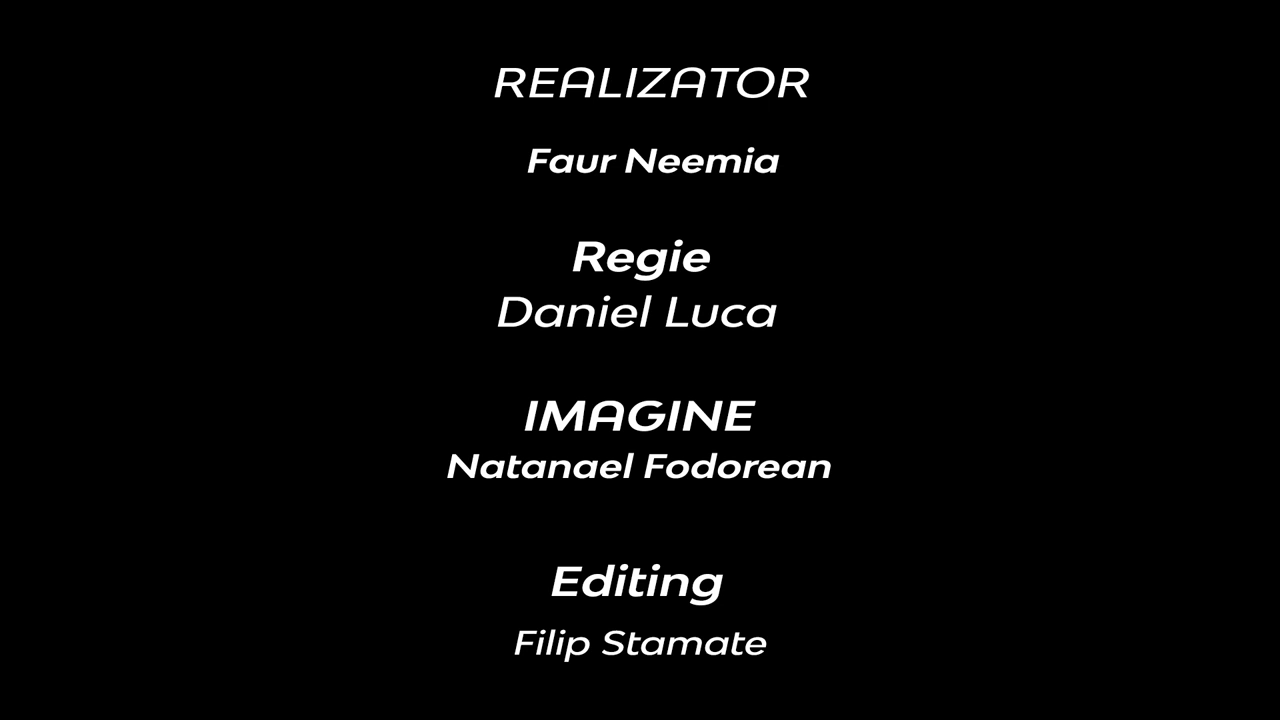 REALIZATOR
Faur Neemia
Regie
Daniel Luca
IMAGINE
Natanael Fodorean
Editing
Filip Stamate